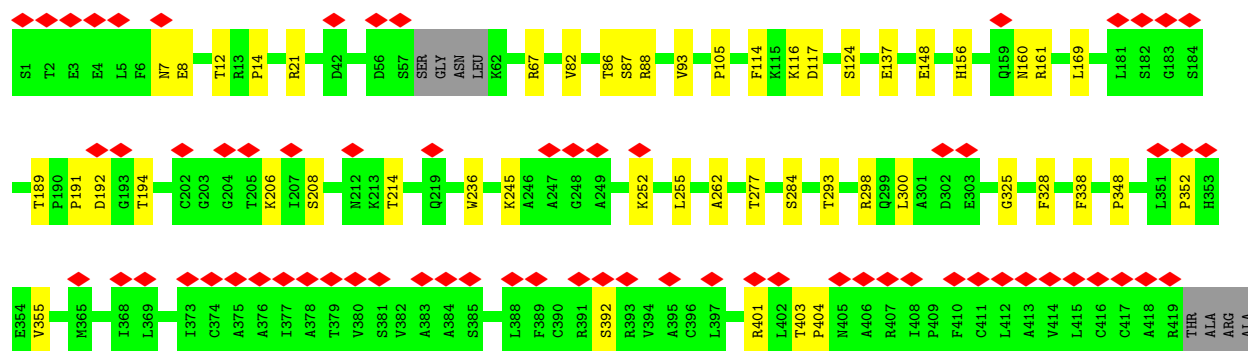 S1 T2 E3 E4 L5 F6 N7 E8 T12 R13 P14 R21 D42 D56 S57 SER GLY ASN LEU K62 R67 V82 T86 S87 R88 V93 P105 F114 K115 K116 D117 S124 E137 E148 H156 Q159 N160 R161 L169 L181 S182 G183 S184
T189 P190 P191 D192 G193 T194 C202 G203 G204 T205 K206 I207 S208 N212 K213 T214 Q219 W236 K245 A246 A247 G248 A249 K252 L255 A262 T277 S284 T293 R298 Q299 L300 A301 D302 E303 G325 F328 F338 P348 L351 P352 H353
E354 V355 M365 I368 L369 I373 C374 A375 A376 I377 A378 T379 V380 S381 V382 A383 A384 S385 L388 F389 C390 R391 S392 R393 V394 A395 C396 L397 R401 L402 T403 P404 N405 A406 R407 I408 P409 F410 C411 L412 A413 V414 L415 C416 C417 A418 R419 THR ALA ARG ALA